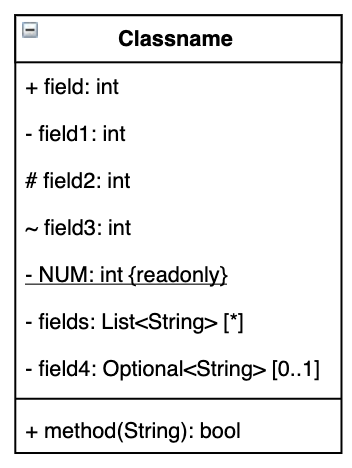 Classname
+ field: int
- field1: int
# field2: int
~ field3: int
- NUM: int {readonly}
- fields: List<String> [*]
- field4: Optional<String> [0..1]
+ method(String): bool